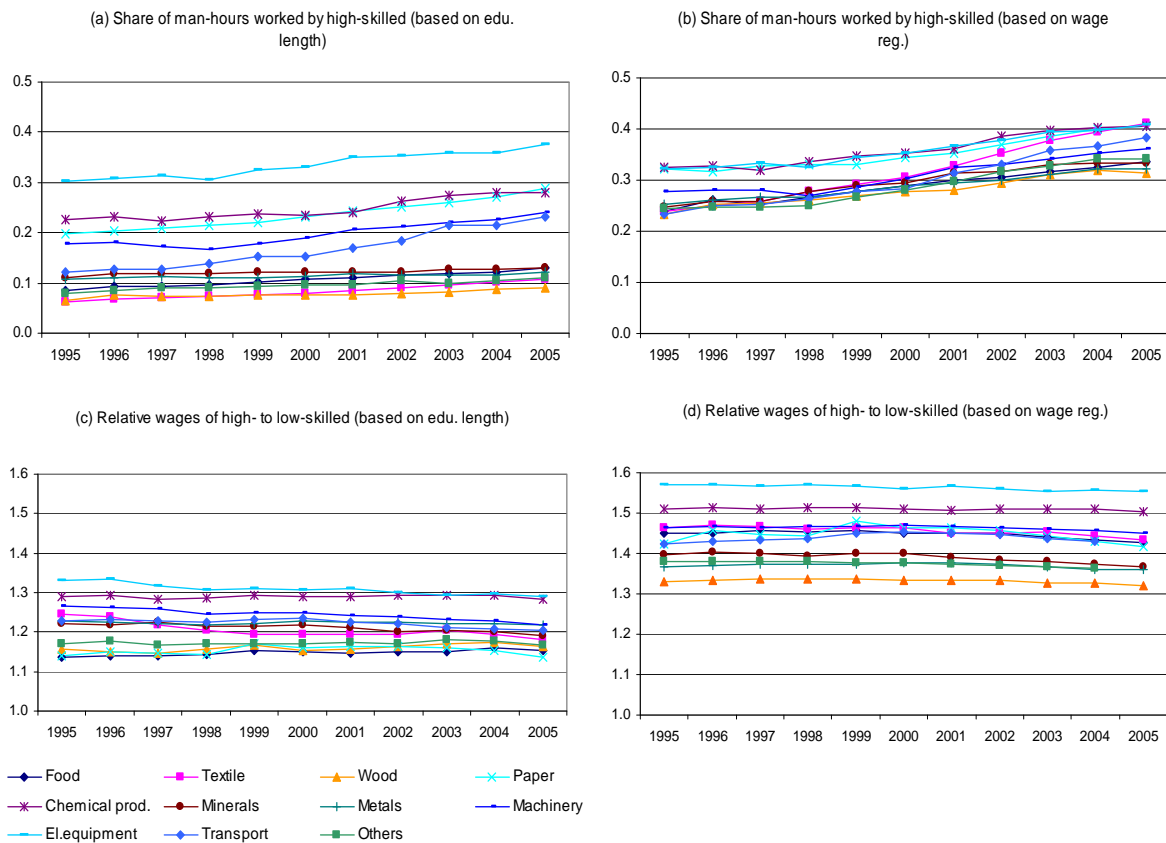 (a) Share of man-hours worked by high-skilled (based on edu.
length)
0.5
0.4
0.3
0.2
0.1
0.0
1995 1996 1997 1998 1999 2000 2001 2002 2003 2004 2005
(b) Share of man-hours worked by high-skilled (based on wage
reg.)
0.5
0.4
0.3
0.2
0.1
0.0
1995 1996 1997 1998 1999 2000 2001 2002 2003 2004 2005
(c) Relative wages of high- to low-skilled (based on edu. length)
1.6
1.5
1.4
1.3
1.2
1.1
1.0
1995 1996 1997 1998 1999 2000 2001 2002 2003 2004 2005
(d) Relative wages of high- to low-skilled (based on wage reg.)
1.6
1.5
1.4
1.3
1.2
1.1
1.0
1995 1996 1997 1998 1999 2000 2001 2002 2003 2004 2005
Food Textile Wood Paper
Chemical prod. Minerals Metals Machinery
El.equipment Transport Others